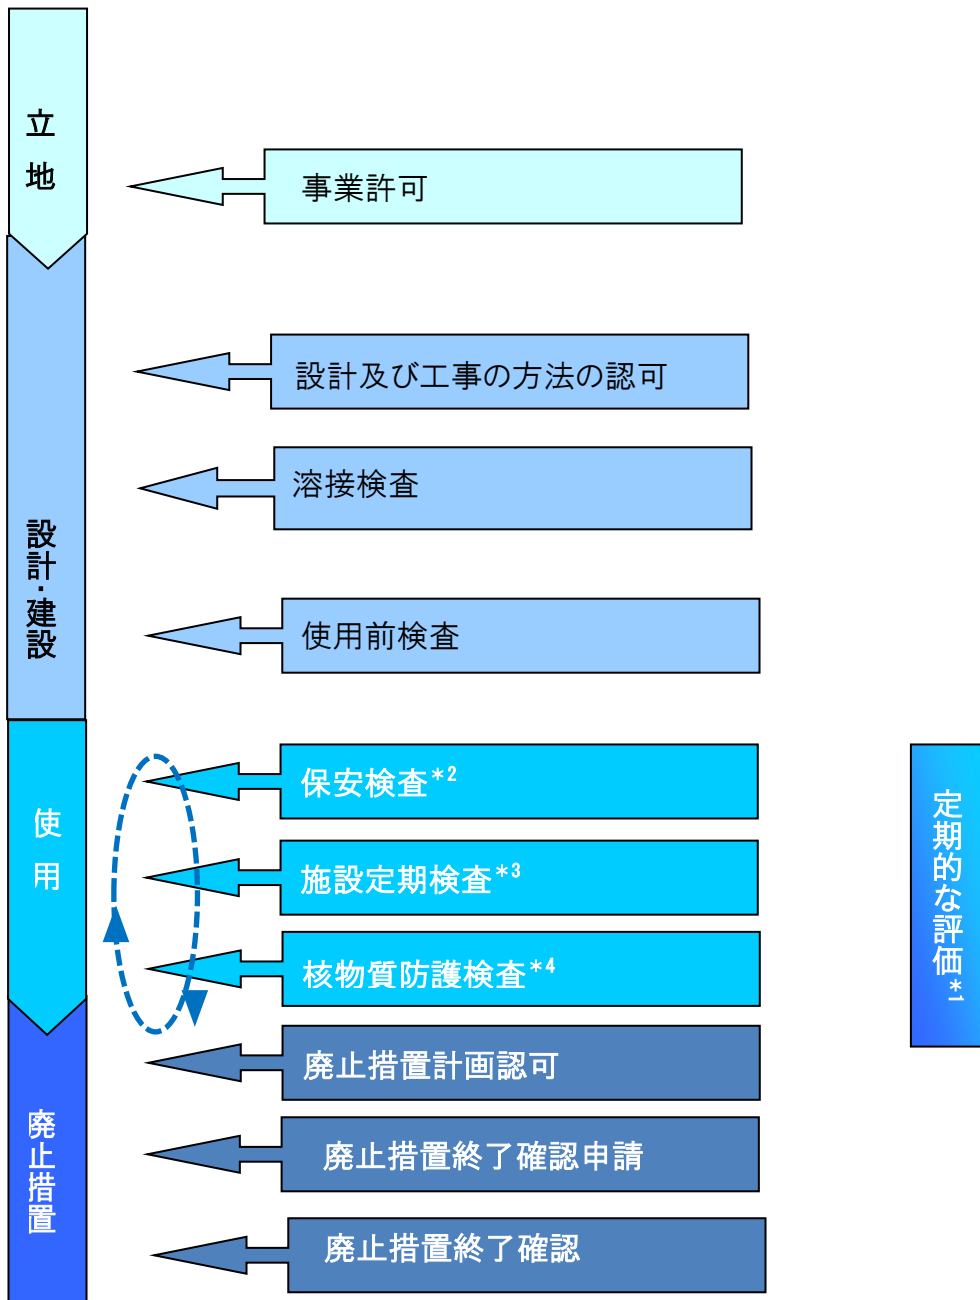 立地
事業許可
設計及び工事の方法の認可
溶接検査
設計・建設
使用前検査
使用
保安検査*2
施設定期検査*3
核物質防護検査*4
定期的な評価*1
廃止措置
廃止措置計画認可
廃止措置終了確認申請
廃止措置終了確認